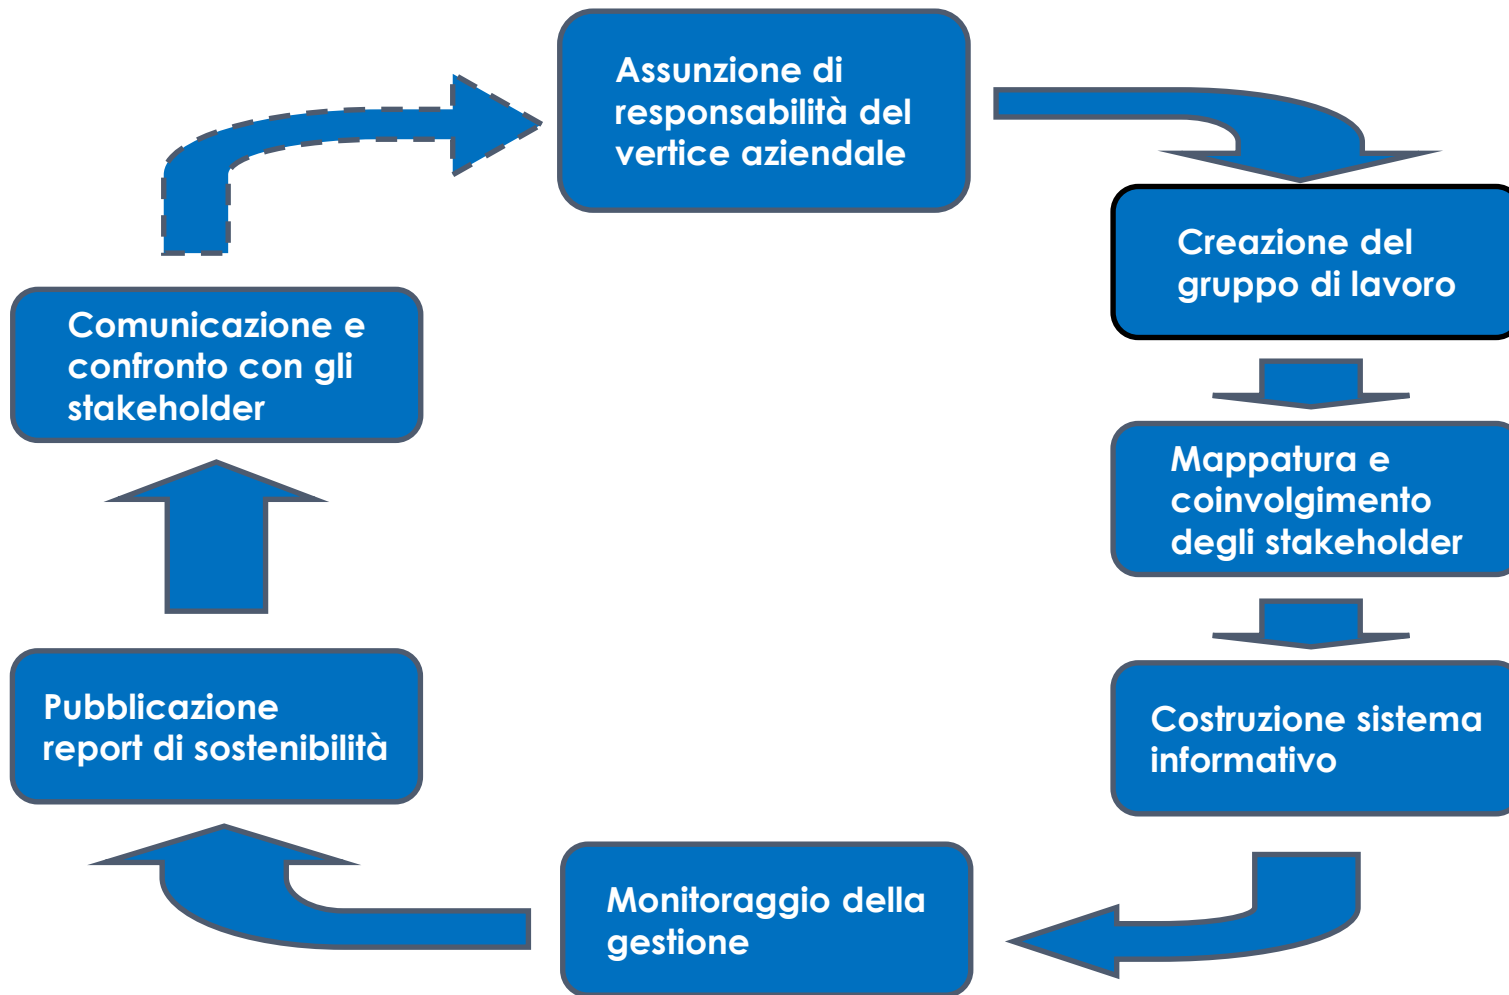 Assunzione di
responsabilità del
vertice aziendale
Creazione del
gruppo di lavoro
Mappatura e
coinvolgimento
degli stakeholder
Costruzione sistema
informativo
Monitoraggio della
gestione
Pubblicazione
report di sostenibilità
Comunicazione e
confronto con gli
stakeholder